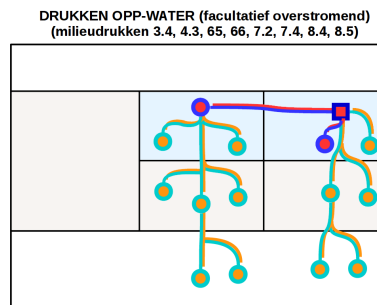 DRUKKEN OPP-WATER (facultatief overstromend)
(milieudrukken 3.4, 4.3, 65, 66, 7.2, 7.4, 8.4, 8.5)